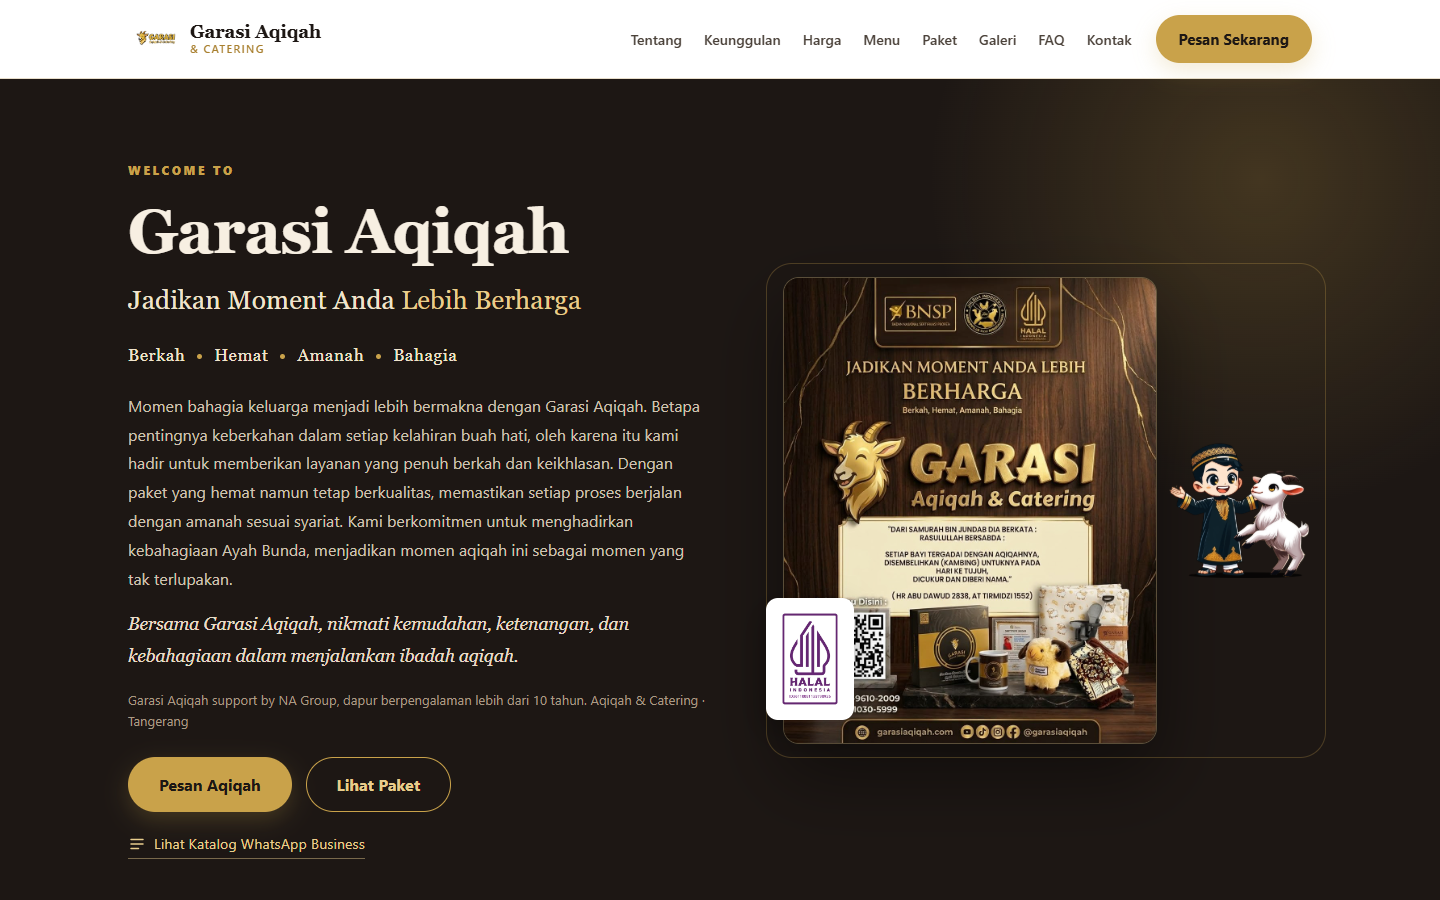 GARASI
Garasi Aqiqah
& CATERING
Tentang
Keunggulan
Harga
Menu
Paket
Galeri
FAQ
Kontak
Pesan Sekarang
WELCOME TO
Garasi Aqiqah
Jadikan Moment Anda Lebih Berharga
Berkah • Hemat • Amanah • Bahagia
Momen bahagia keluarga menjadi lebih bermakna dengan Garasi Aqiqah. Betapa
pentingnya keberkahan dalam setiap kelahiran buah hati, oleh karena itu kami
hadir untuk memberikan layanan yang penuh berkah dan keikhlasan. Dengan
paket yang hemat namun tetap berkualitas, memastikan setiap proses berjalan
dengan amanah sesuai syariat. Kami berkomitmen untuk menghadirkan
kebahagiaan Ayah Bunda, menjadikan momen aqiqah ini sebagai momen yang
tak terlupakan.
Bersama Garasi Aqiqah, nikmati kemudahan, ketenangan, dan
kebahagiaan dalam menjalankan ibadah aqiqah.
Garasi Aqiqah support by NA Group, dapur berpengalaman lebih dari 10 tahun. Aqiqah & Catering ·
Tangerang
Pesan Aqiqah
Lihat Paket
Lihat Katalog WhatsApp Business
BNSP
HALAL
INDONESIA
JADIKAN MOMENT ANDA LEBIH
BERHARGA
Berkah, Hemat, Amanah, Bahagia
GARASI
Aqiqah & Catering
"DARI SAMURAH BIN JUNDAB DIA BERKATA :
RASULULLAH BERSABDA :
SETIAP BAYI TERGADAI DENGAN AQIQAHNYA,
DISEMBELIHKAN (KAMBING) UNTUKNYA PADA
HARI KE TUJUH,
DICUKUR DAN DIBERI NAMA."
( HR ABU DAWUD 2838, AT TIRMIDZI 1552)
Disini :
HALAL
INDONESIA
9610-2009
1030-5999
garasiaqiqah.com
@garasiaqiqah